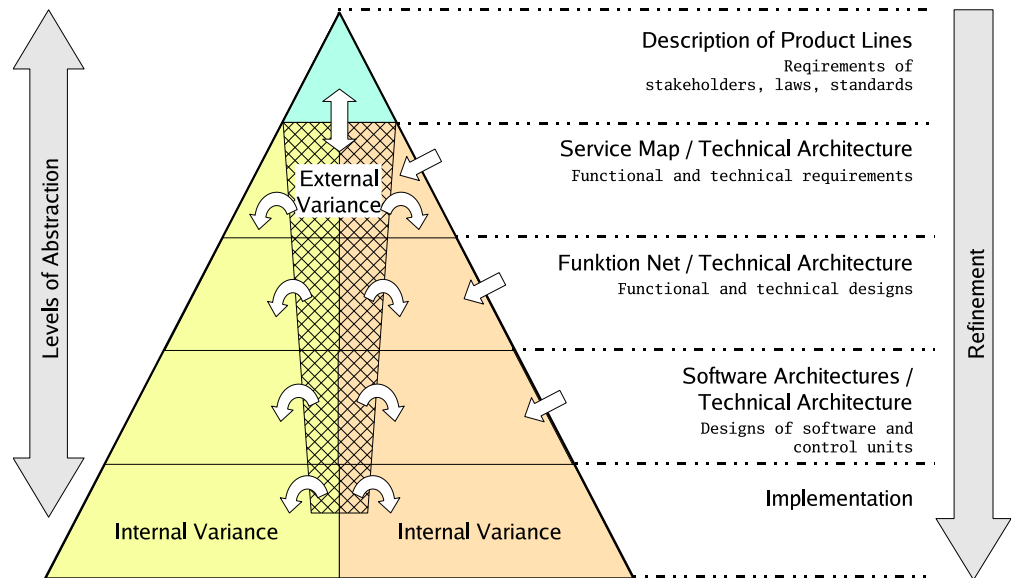 Levels of Abstraction
Description of Product Lines
Reqirements of
stakeholders, laws, standards
Service Map / Technical Architecture
Functional and technical requirements
External
Variance
Funktion Net / Technical Architecture
Functional and technical designs
Software Architectures /
Technical Architecture
Designs of software and
control units
Implementation
Internal Variance
Internal Variance
Refinement